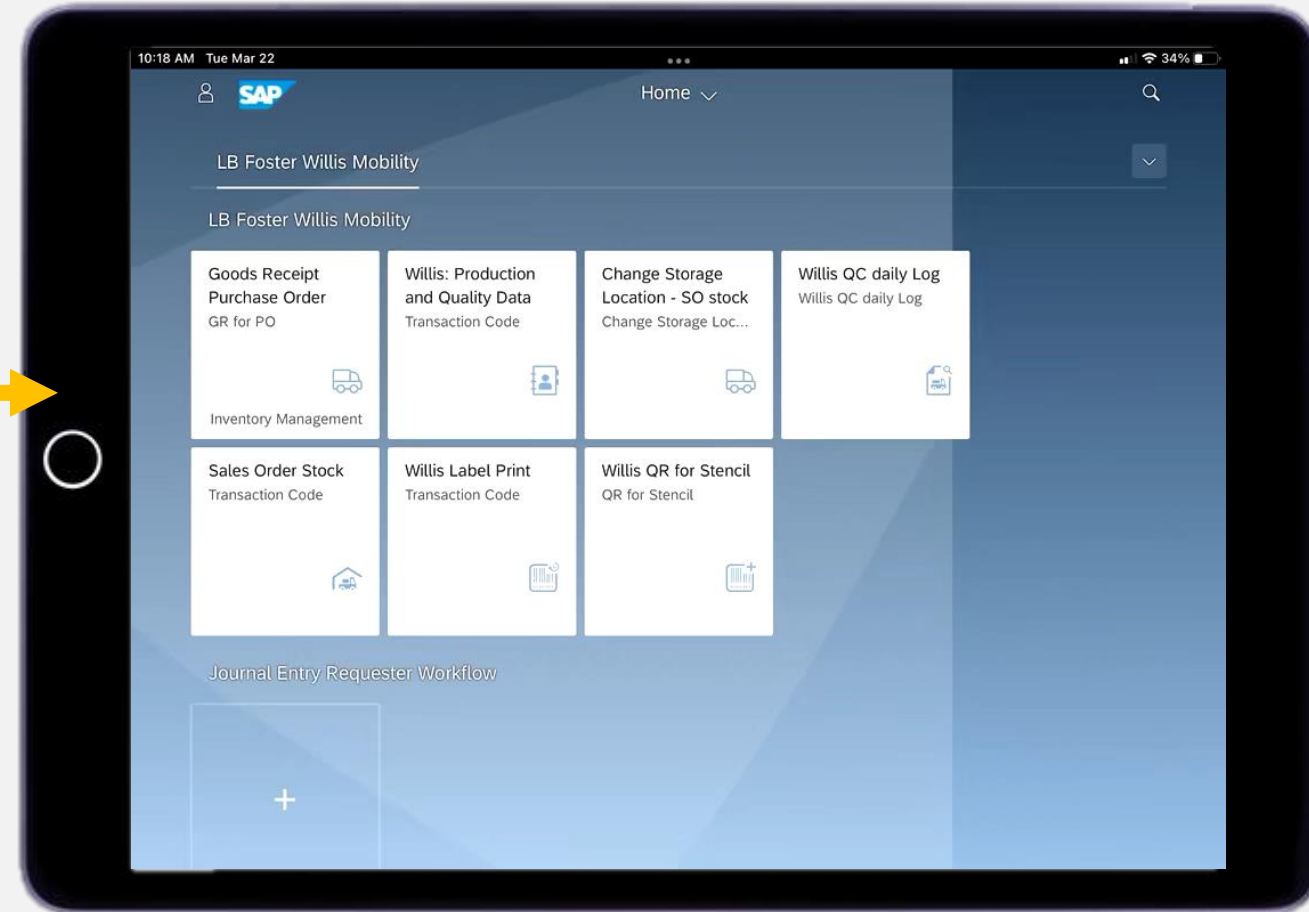 10:18 AM Tue Mar 22
34%
SAP
Home
LB Foster Willis Mobility
LB Foster Willis Mobility
Goods Receipt
Purchase Order
GR for PO
Inventory Management
Willis: Production
and Quality Data
Transaction Code
Change Storage
Location - SO stock
Change Storage Loc...
Willis QC daily Log
Willis QC daily Log
Sales Order Stock
Transaction Code
Willis Label Print
Transaction Code
Willis QR for Stencil
QR for Stencil
Journal Entry Requester Workflow